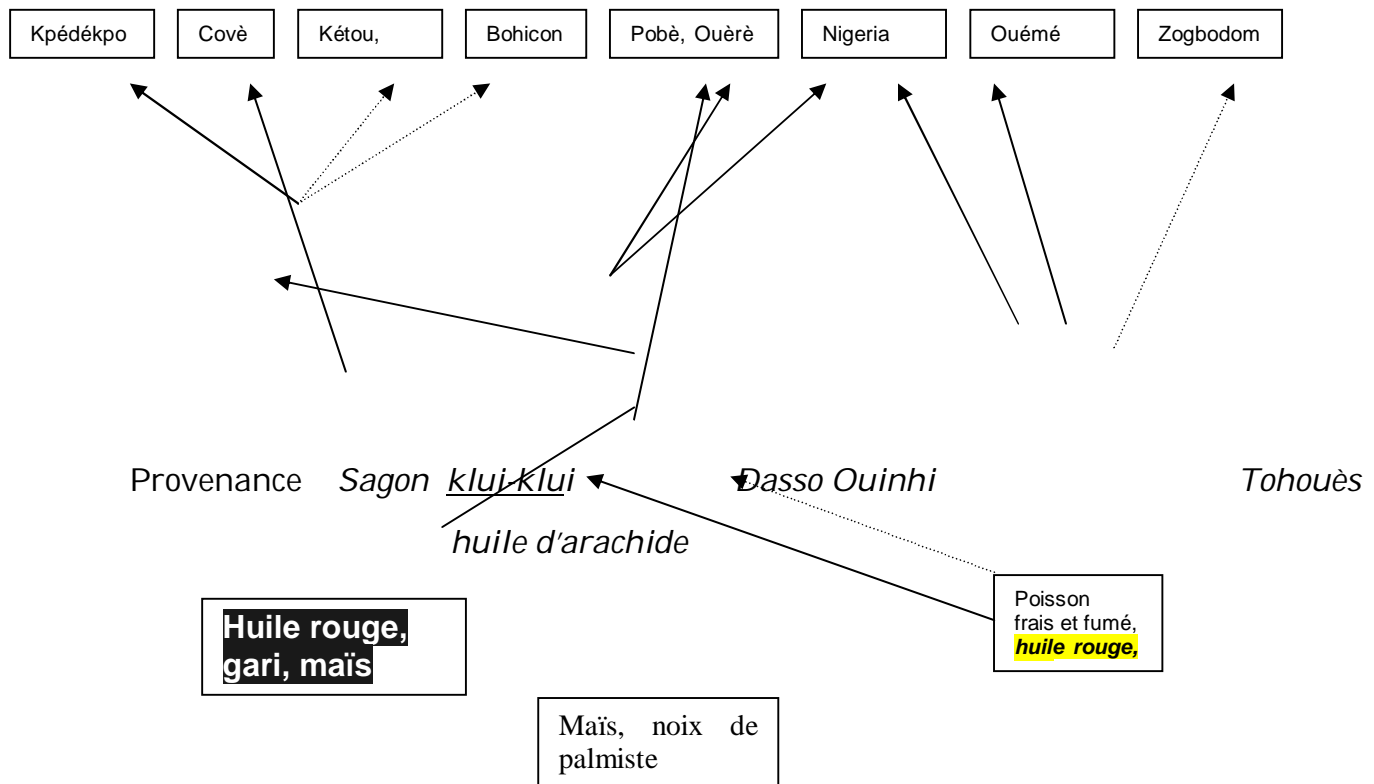 Kpédékpo
Covè
Kétou,
Bohicon
Pobè, Ouèrè
Nigeria
Ouémé
Zogbodom
Provenance Sagon klui-klui Dasso Ouinhi Tohouès
huile d'arachide
Poisson
frais et fumé,
huile rouge,
Huile rouge,
gari, maïs
Maïs, noix de
palmiste